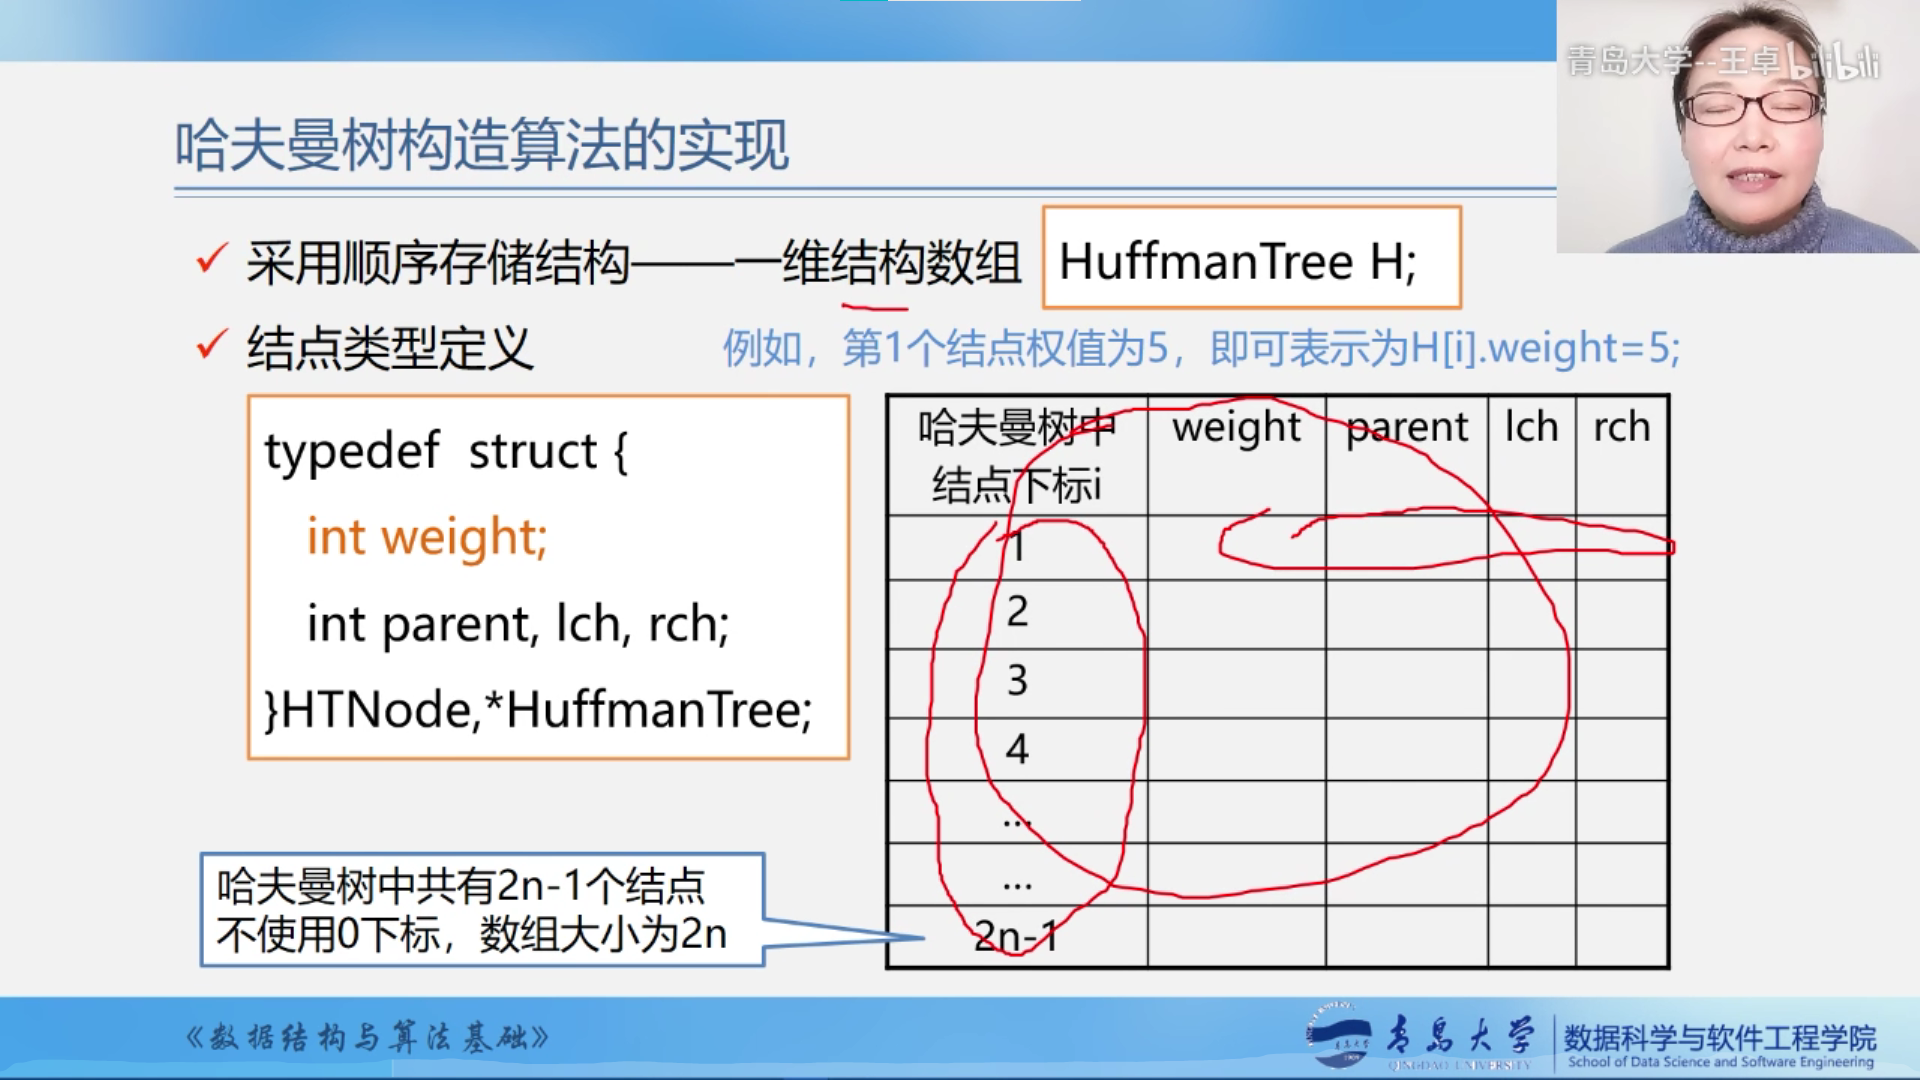 青岛大学--王卓 bilibili
哈夫曼树构造算法的实现
采用顺序存储结构——一维结构数组
HuffmanTree H;
结点类型定义
例如，第1个结点权值为5，即可表示为H[i].weight=5;
typedef struct {
int weight;
int parent, lch, rch;
}HTNode,*HuffmanTree;
哈夫曼树中结点下标i weight parent lch rch
1
2
3
4
...
...
2n-1
哈夫曼树中共有2n-1个结点
不使用0下标，数组大小为2n
《数据结构与算法基础》
青岛大学
QINGDAO UNIVERSITY
数据科学与软件工程学院
School of Data Science and Software Engineering